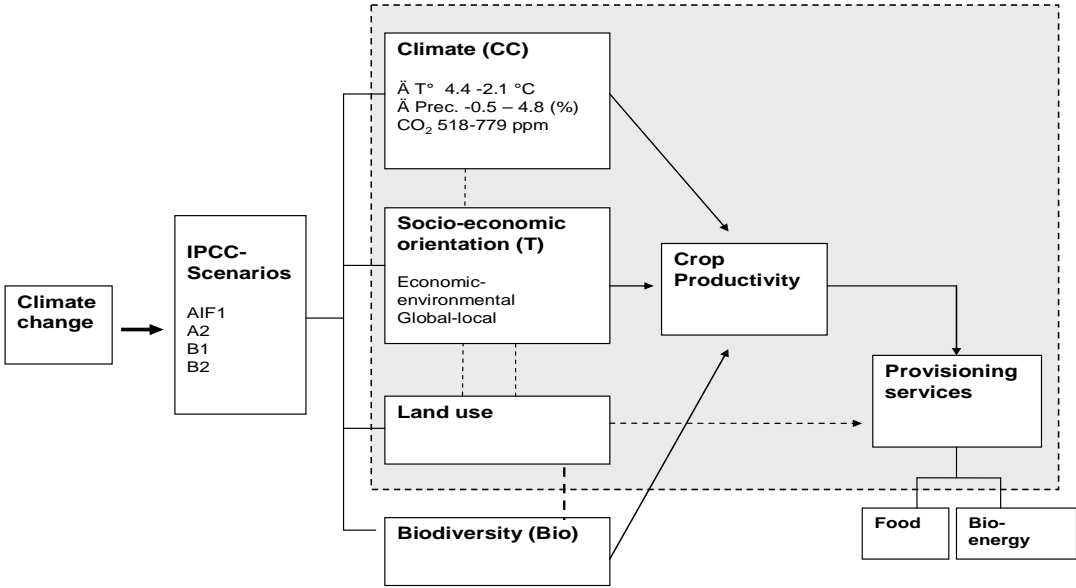 Climate change
IPCC-
Scenarios
AIF1
A2
B1
B2
Climate (CC)
Ä T° 4.4 -2.1 °C
Ä Prec. -0.5 – 4.8 (%)
CO₂ 518-779 ppm
Socio-economic
orientation (T)
Economic-
environmental
Global-local
Land use
Biodiversity (Bio)
Crop
Productivity
Provisioning
services
Food
Bio-
energy